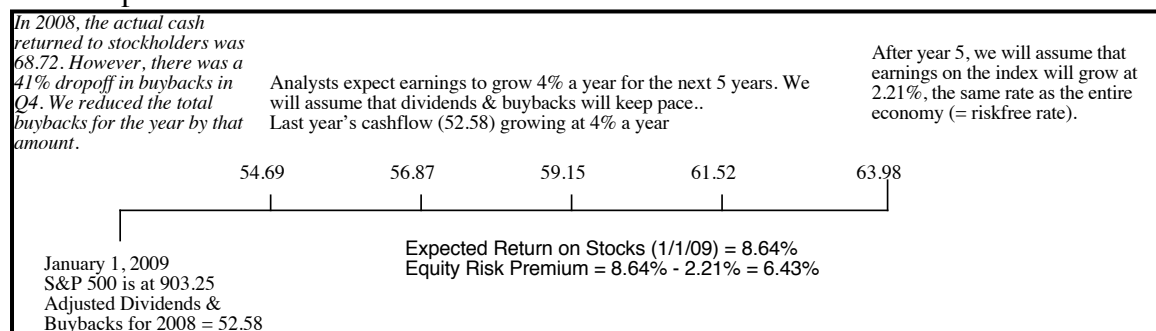 In 2008, the actual cash
returned to stockholders was
68.72. However, there was a
41% dropoff in buybacks in
Q4. We reduced the total
buybacks for the year by that
amount.
Analysts expect earnings to grow 4% a year for the next 5 years. We
will assume that dividends & buybacks will keep pace..
Last year's cashflow (52.58) growing at 4% a year
After year 5, we will assume that
earnings on the index will grow at
2.21%, the same rate as the entire
economy (= riskfree rate).
54.69
56.87
59.15
61.52
63.98
January 1, 2009
S&P 500 is at 903.25
Adjusted Dividends &
Buybacks for 2008 = 52.58
Expected Return on Stocks (1/1/09) = 8.64%
Equity Risk Premium = 8.64% - 2.21% = 6.43%